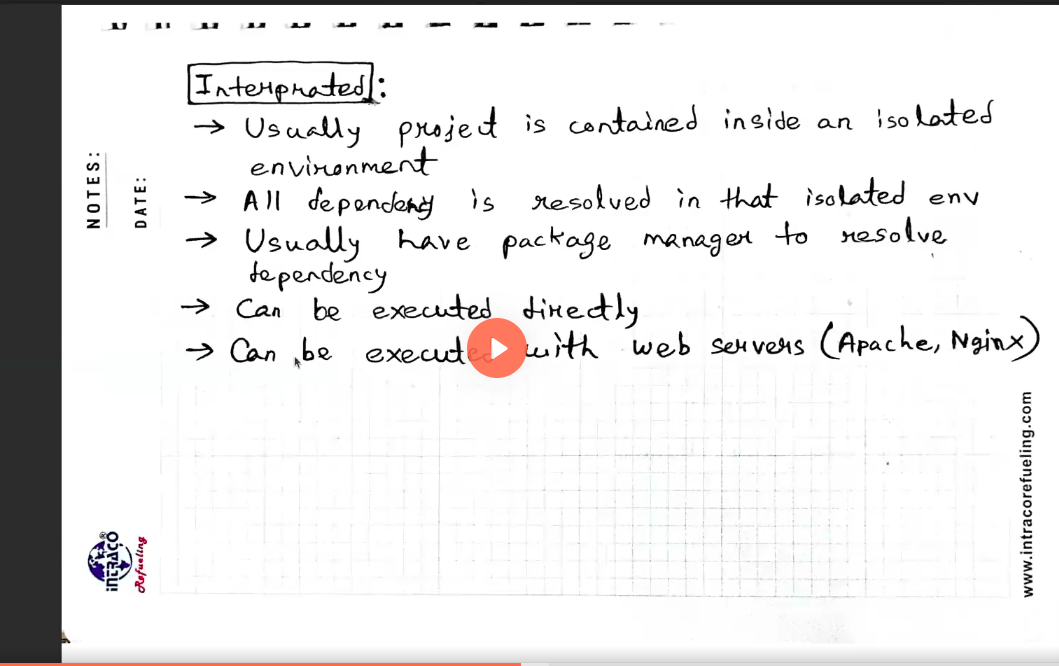 Interprated:
→ Usually project is contained inside an isolated
environment
→ All dependency is resolved in that isolated env
→ Usually have package manager to resolve
dependency
→ Can be executed directly
→ Can be executed with web servers (Apache, Nginx)
NOTES:
DATE:
INTRACO
Refueling
www.intracorefueling.com